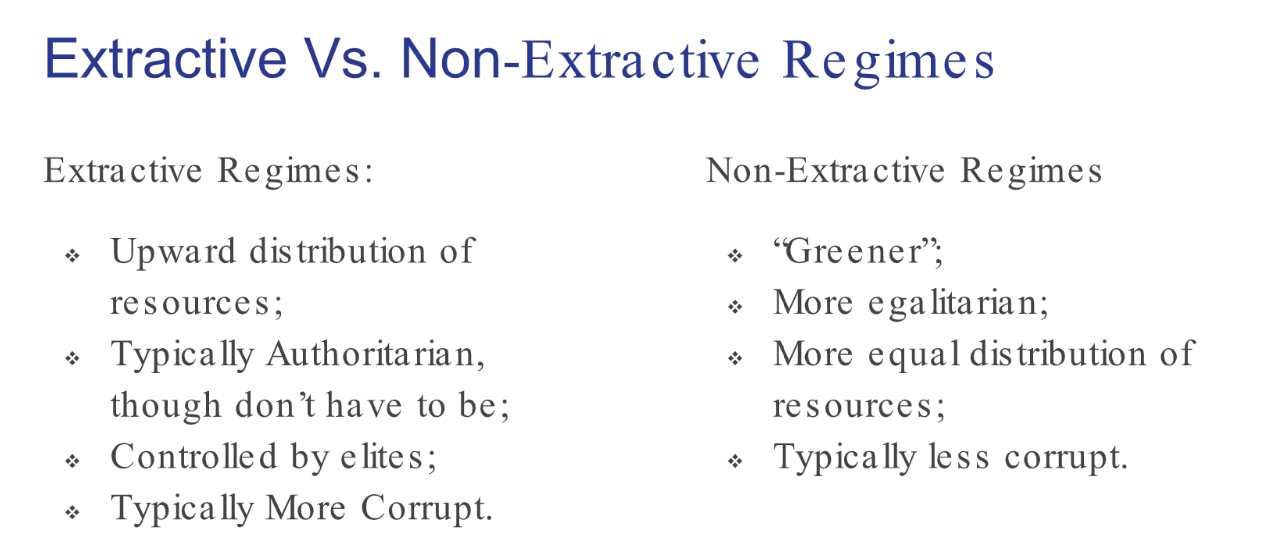 Extractive Vs. Non-Extractive Regimes
Extractive Regimes:
❖ Upward distribution of
resources;
❖ Typically Authoritarian,
though don’t have to be;
❖ Controlled by elites;
❖ Typically More Corrupt.
Non-Extractive Regimes
❖ “Greener”;
❖ More egalitarian;
❖ More equal distribution of
resources;
❖ Typically less corrupt.